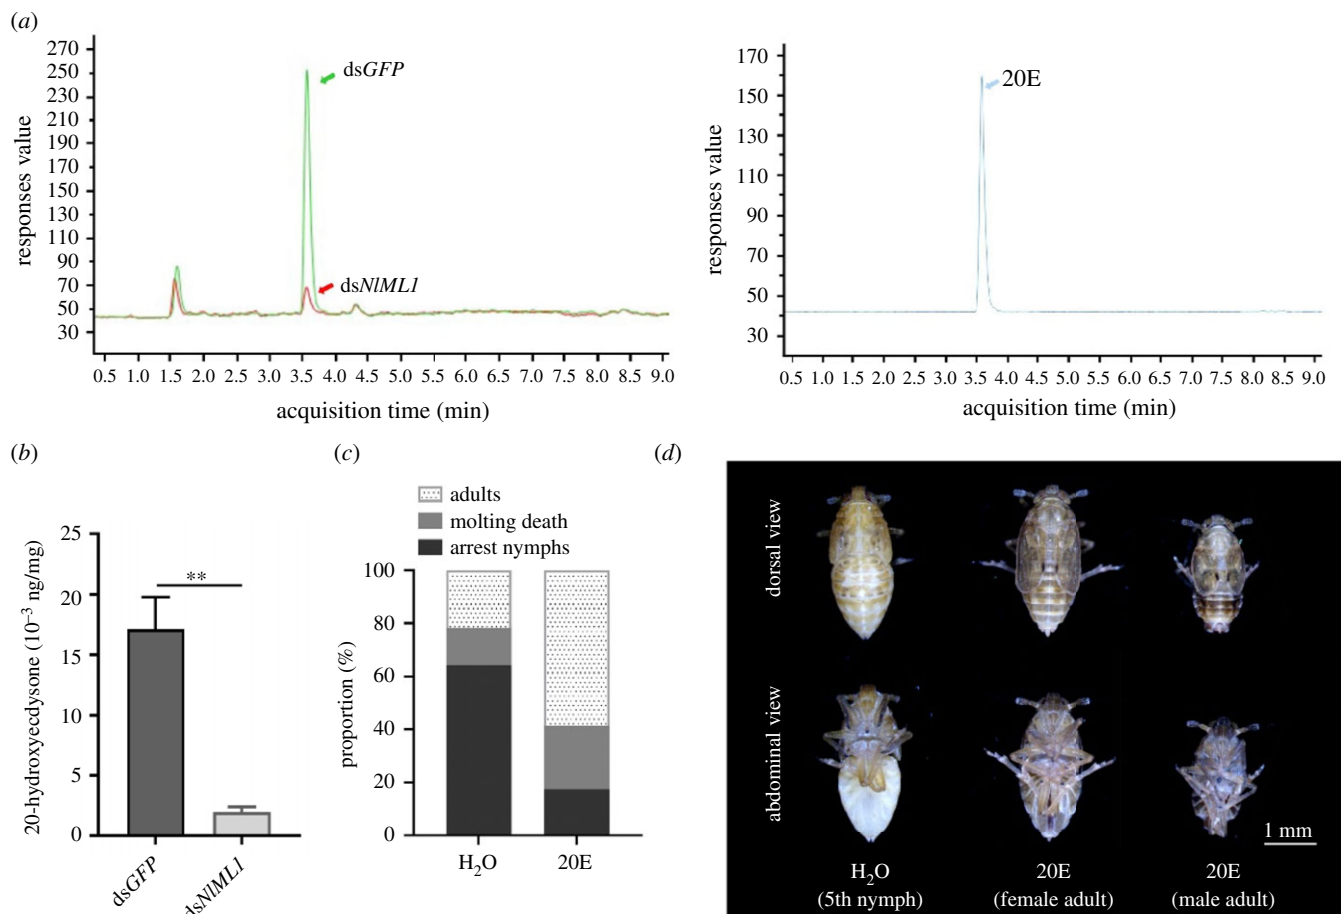 (a)
270
250
230
210
190
170
150
130
110
90
70
50
30
responses value
dsGFP
dsNlML1
0.5 1.0 1.5 2.0 2.5 3.0 3.5 4.0 4.5 5.0 5.5 6.0 6.5 7.0 7.5 8.0 8.5 9.0
acquisition time (min)
170
150
130
110
90
70
50
30
responses value
20E
0.5 1.0 1.5 2.0 2.5 3.0 3.5 4.0 4.5 5.0 5.5 6.0 6.5 7.0 7.5 8.0 8.5 9.0
acquisition time (min)
(b)
25
20
15
10
5
0
20-hydroxyecdysone (10⁻³ ng/mg)
**
dsGFP
dsNlML1
(c)
adults
molting death
arrest nymphs
100
80
60
40
20
0
proportion (%)
H₂O
20E
(d)
dorsal view
abdominal view
1 mm
H₂O
(5th nymph)
20E
(female adult)
20E
(male adult)